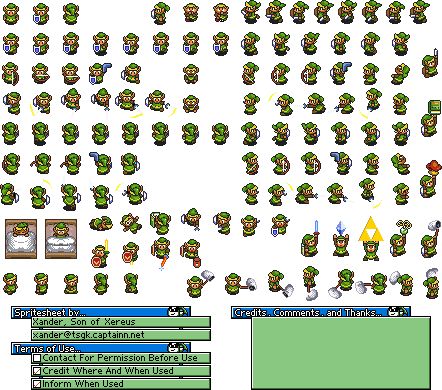 Spritesheet by...
Xander, Son of Xereus
xander@tsgk.captainn.net
Terms of Use..
Contact For Permission Before Use
Credit Where And When Used
Inform When Used
Credits.. Comments.. and Thanks...